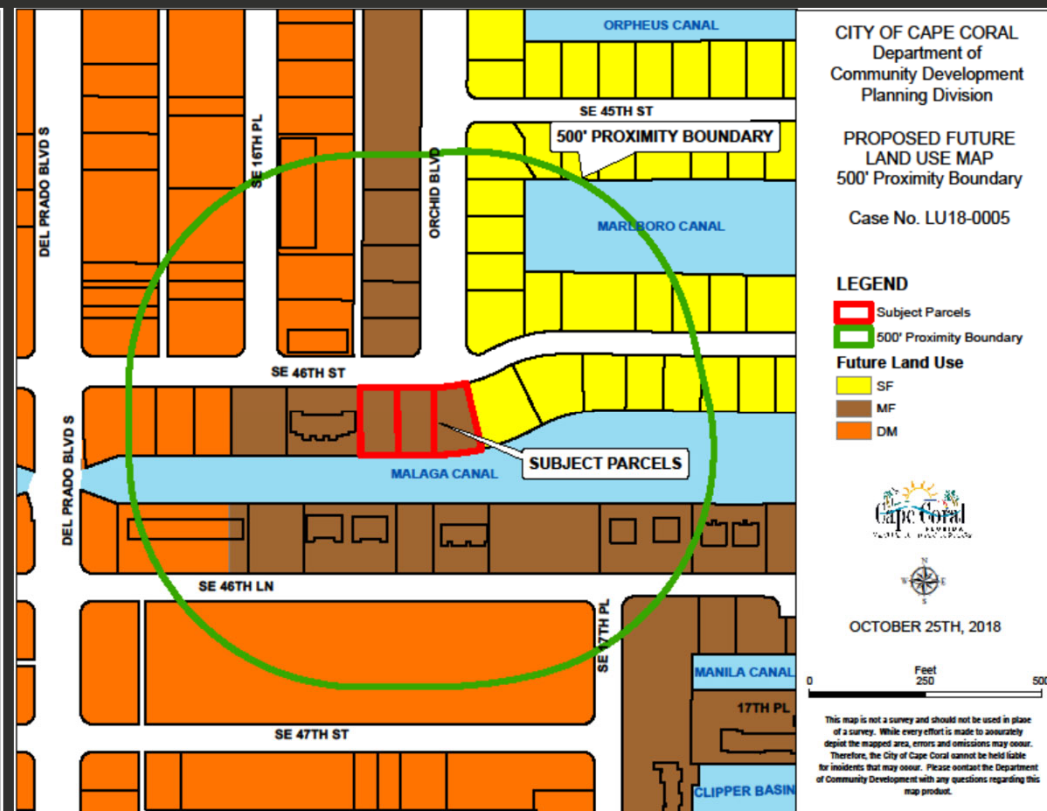 ORPHEUS CANAL
SE 45TH ST
500' PROXIMITY BOUNDARY
DEL PRADO BLVD S
SE 16TH PL
ORCHID BLVD
MARLBORO CANAL
SE 46TH ST
SUBJECT PARCELS
MALAGA CANAL
DEL PRADO BLVD S
SE 46TH LN
SE 17TH PL
MANILA CANAL
17TH PL
SE 47TH ST
CLIPPER BASIN
CITY OF CAPE CORAL
Department of
Community Development
Planning Division
PROPOSED FUTURE
LAND USE MAP
500' Proximity Boundary
Case No. LU18-0005
LEGEND
Subject Parcels
500' Proximity Boundary
Future Land Use
SF
MF
DM
Cape Coral
FLORIDA
N
W E
S
OCTOBER 25TH, 2018
Feet
0 250 500
This map is not a survey and should not be used in place
of a survey. While every effort is made to accurately
depict the mapped area, errors and omissions may occur.
Therefore, the City of Cape Coral cannot be held liable
for incidents that may occur. Please contact the Department
of Community Development with any questions regarding this
map product.